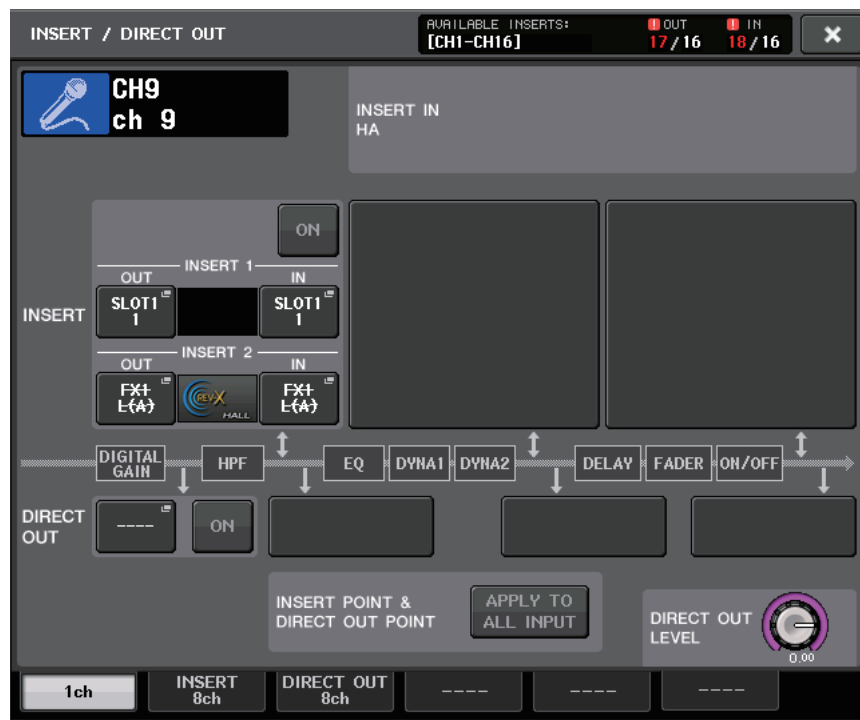 INSERT / DIRECT OUT
AVAILABLE INSERTS: ! OUT ! IN
[CH1-CH16] 17/16 18/16 ×
CH9
ch 9
INSERT IN
HA
ON
INSERT 1
OUT IN
INSERT
SLOT1 1
SLOT1 1
INSERT 2
OUT IN
FX1 L(A)
REV-X HALL
FX1 L(A)
DIGITAL GAIN HPF EQ DYNA1 DYNA2 DELAY FADER ON/OFF
DIRECT OUT
----
ON
INSERT POINT &
DIRECT OUT POINT
APPLY TO
ALL INPUT
DIRECT OUT
LEVEL
0.00
1ch
INSERT 8ch
DIRECT OUT 8ch
----
----
----